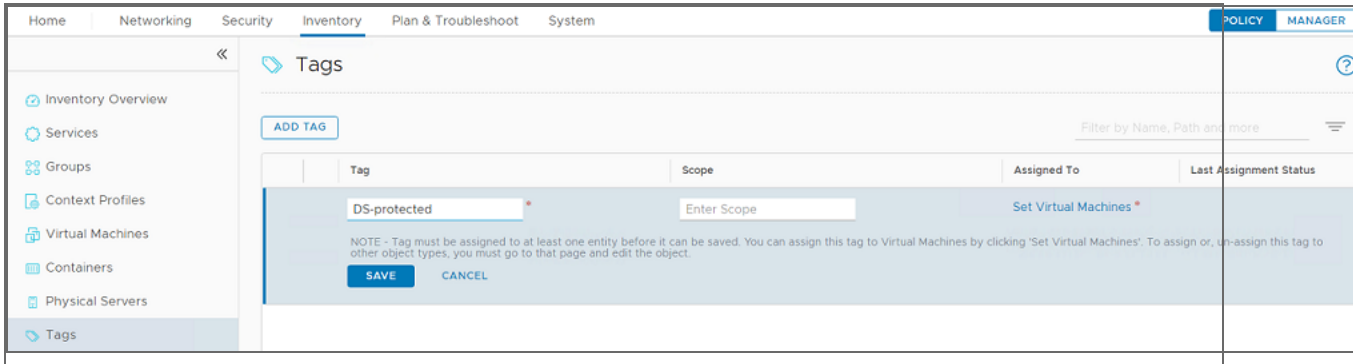 Home Networking Security Inventory Plan & Troubleshoot System POLICY MANAGER
«
Tags
?
Inventory Overview
Services
Groups
Context Profiles
Virtual Machines
Containers
Physical Servers
Tags
ADD TAG Filter by Name, Path and more
Tag Scope Assigned To Last Assignment Status
DS-protected * Enter Scope Set Virtual Machines *
NOTE - Tag must be assigned to at least one entity before it can be saved. You can assign this tag to Virtual Machines by clicking 'Set Virtual Machines'. To assign or, un-assign this tag to
other object types, you must go to that page and edit the object.
SAVE CANCEL